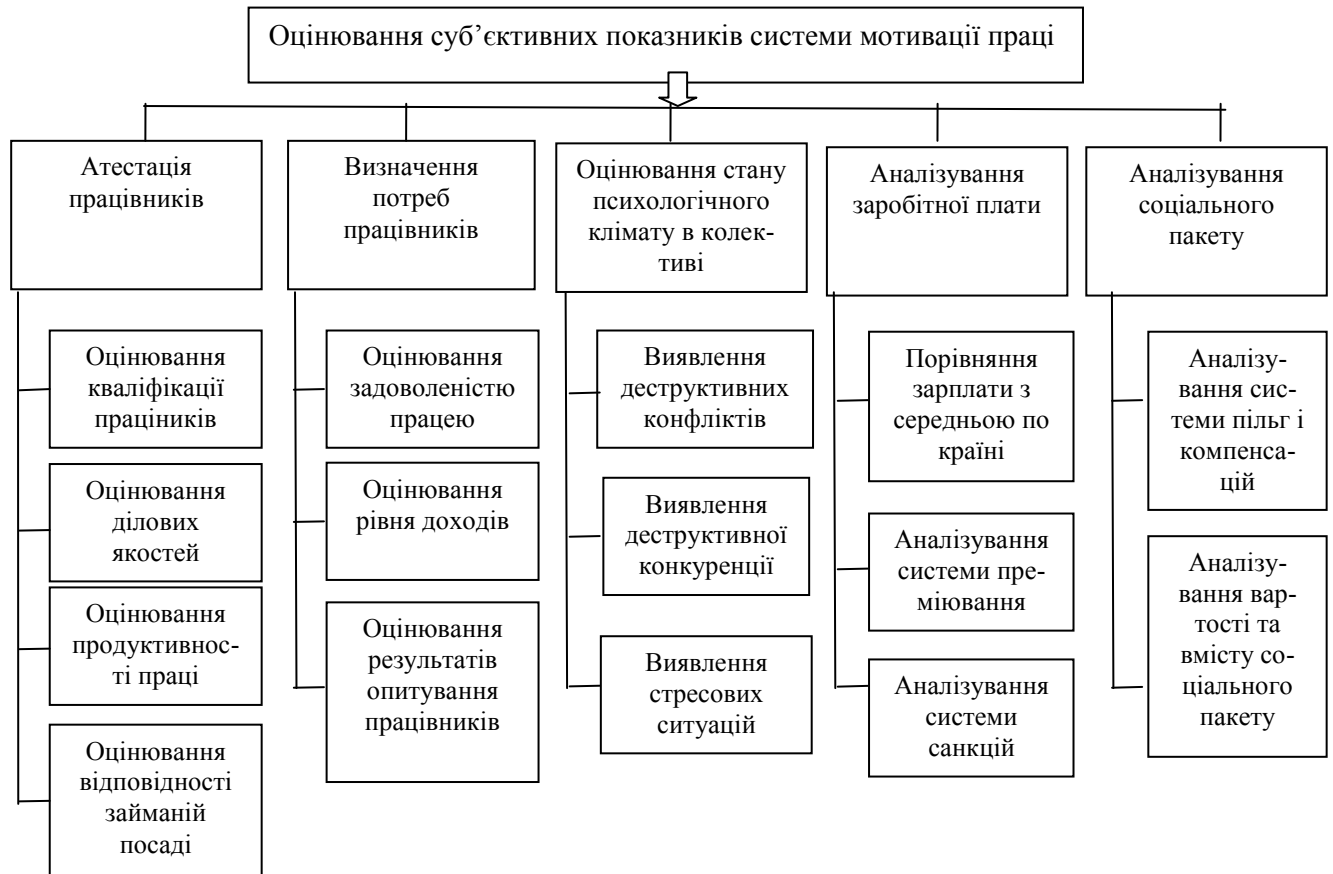 Оцінювання суб’єктивних показників системи мотивації праці
Атестація
працівників
Визначення
потреб
працівників
Оцінювання стану
психологічного
клімату в колек-
тиві
Аналізування
заробітної плати
Аналізування
соціального
пакету
Оцінювання
кваліфікації
праціників
Оцінювання
ділових
якостей
Оцінювання
продуктивнос-
ті праці
Оцінювання
відповідності
займаній
посаді
Оцінювання
задоволеністю
працею
Оцінювання
рівня доходів
Оцінювання
результатів
опитування
працівників
Виявлення
деструктивних
конфліктів
Виявлення
деструктивної
конкуренції
Виявлення
стресових
ситуацій
Порівняння
зарплати з
середньою по
країні
Аналізування
системи пре-
міювання
Аналізування
системи
санкцій
Аналізу-
вання сис-
теми пільг і
компенса-
цій
Аналізу-
вання вар-
тості та
вмісту со-
ціального
пакету